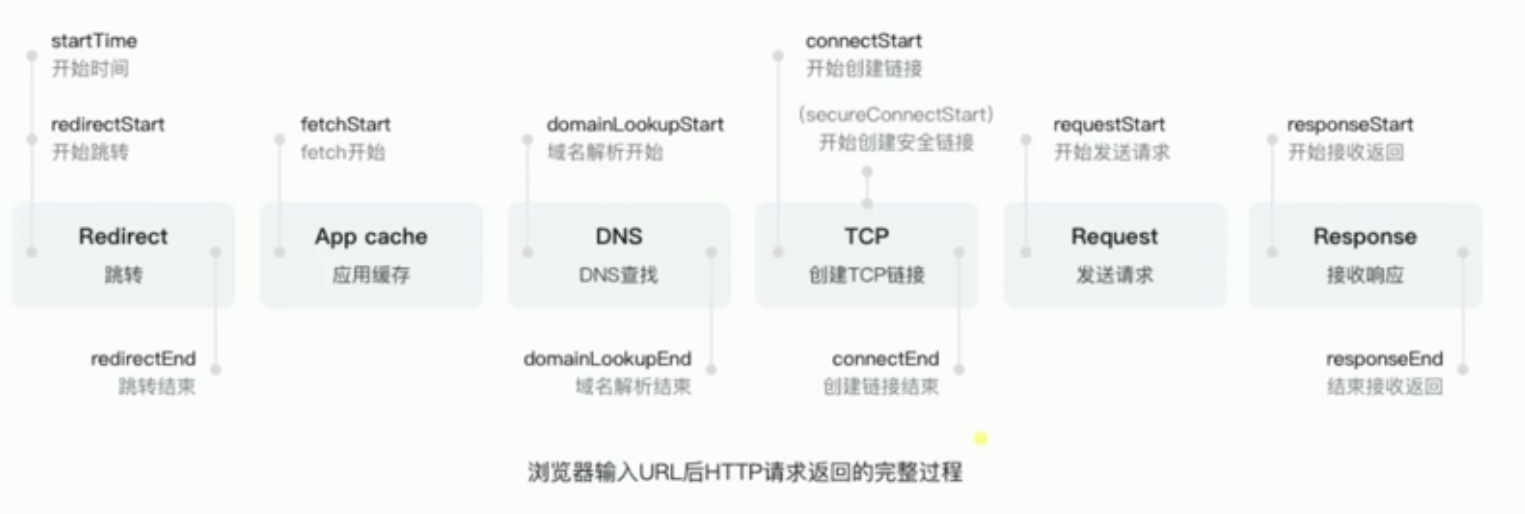 startTime
开始时间
redirectStart
开始跳转
fetchStart
fetch开始
domainLookupStart
域名解析开始
connectStart
开始创建链接
(secureConnectStart)
开始创建安全链接
requestStart
开始发送请求
responseStart
开始接收返回
Redirect
跳转
App cache
应用缓存
DNS
DNS查找
TCP
创建TCP链接
Request
发送请求
Response
接收响应
redirectEnd
跳转结束
domainLookupEnd
域名解析结束
connectEnd
创建链接结束
responseEnd
结束接收返回
浏览器输入URL后HTTP请求返回的完整过程